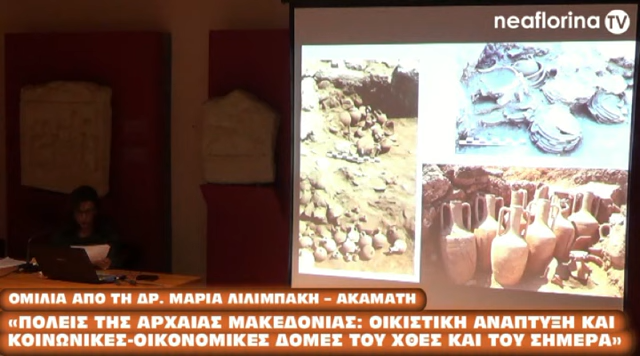 neaflorina TV
ΟΜΙΛΙΑ ΑΠΟ ΤΗ ΔΡ. ΜΑΡΙΑ ΛΙΛΙΜΠΑΚΗ – ΑΚΑΜΑΤΗ
«ΠΟΛΕΙΣ ΤΗΣ ΑΡΧΑΙΑΣ ΜΑΚΕΔΟΝΙΑΣ: ΟΙΚΙΣΤΙΚΗ ΑΝΑΠΤΥΞΗ ΚΑΙ
ΚΟΙΝΩΝΙΚΕΣ-ΟΙΚΟΝΟΜΙΚΕΣ ΔΟΜΕΣ ΤΟΥ ΧΘΕΣ ΚΑΙ ΤΟΥ ΣΗΜΕΡΑ»